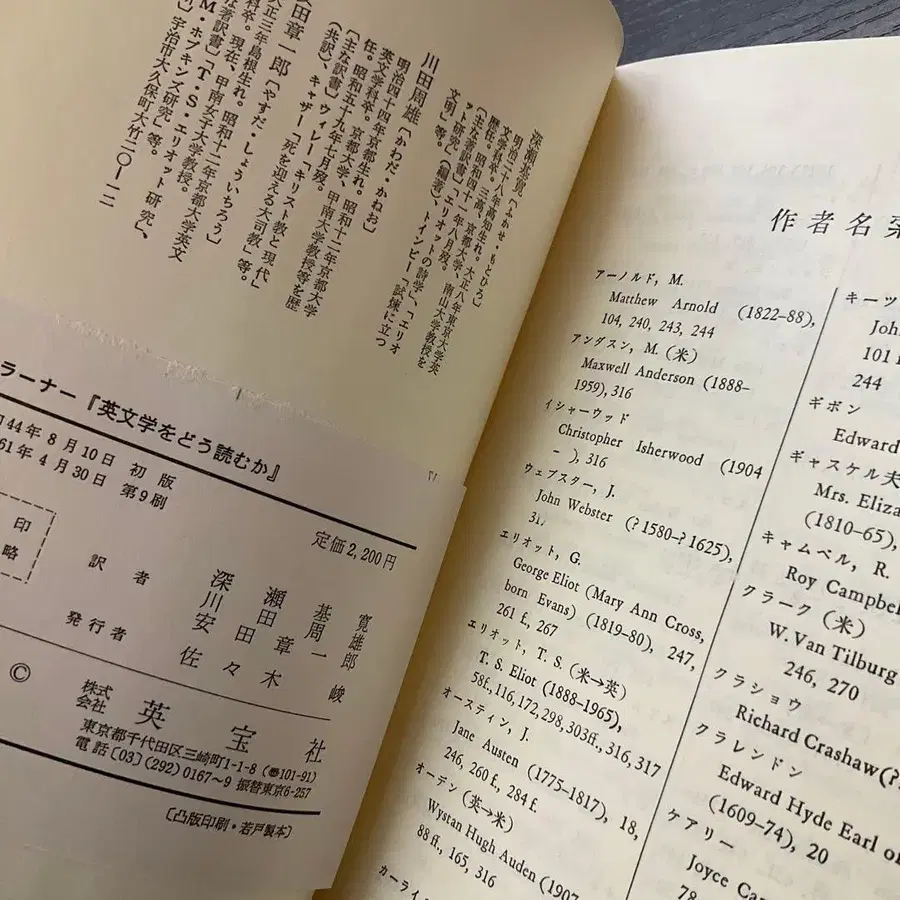 深瀬基寛〔ふかせ・もとひろ〕
明治二十八年高知生れ。大正八年東京大学英
文学科卒。三高、京都大学、南山大学教授を
歴任。昭和四十一年八月歿。
〔主な著訳書〕「エリオットの詩学」、「エリオ
ット研究」(編著)、トインビー「試煉に立つ
文明」等。
川田周雄〔かわだ・かねお〕
明治四十四年京都生れ。昭和十二年京都大学
英文学科卒。京都大学、甲南大学教授等を歴
任。昭和五十九年七月歿。
〔主な訳書〕ウィレー「キリスト教と現代」
(共訳)、キャザー「死を迎える大司教」等。
田章一郎〔やすだ・しょういちろう〕
大正三年島根生れ。昭和十二年京都大学英文
科卒。現在、甲南女子大学教授。
な著訳書〕「T・S・エリオット研究」、
M・ホプキンズ研究」等。
宇治市大久保町大竹二〇―一二
ラーナー『英文学をどう読むか』
44年8月10日 初版
61年4月30日 第9刷
定価2,200円
印
略
訳者
深瀬基寛
川田周雄
安田章一郎
発行者
佐々木峻
©
株式
会社
英宝社
東京都千代田区三崎町1-1-8(〠101-91)
電話〔03〕(292)0167〜9 振替東京6-257
〔凸版印刷・若戸製本〕
作者名索
アーノルド, M.
Matthew Arnold (1822–88),
104, 240, 243, 244
アンダスン, M.(米)
Maxwell Anderson (1888–
1959), 316
イシャーウッド
Christopher Isherwood (1904
– ), 316
ウェブスター, J.
John Webster (?1580–?1625),
エリオット, G.
George Eliot (Mary Ann Cross,
born Evans) (1819–80), 247,
261 f., 267
エリオット, T. S.(米→英)
T. S. Eliot (1888–1965),
58f., 116, 172, 298, 303ff., 316, 317
オースティン, J.
Jane Austen (1775–1817), 18,
246, 260 f., 284 f.
オーデン(英→米)
Wystan Hugh Auden (1907
88 ff., 165, 316
カーライ
キーツ
Joh
101 f
244
ギボン
Edward
ギャスケル夫
Mrs. Eliza
(1810–65),
キャムベル, R.
Roy Campbel
クラーク(米)
W. Van Tilburg
246, 270
クラショウ
Richard Crashaw (?
クラレンドン
Edward Hyde Earl of
(1609–74), 20
ケアリー
Joyce Ca
78